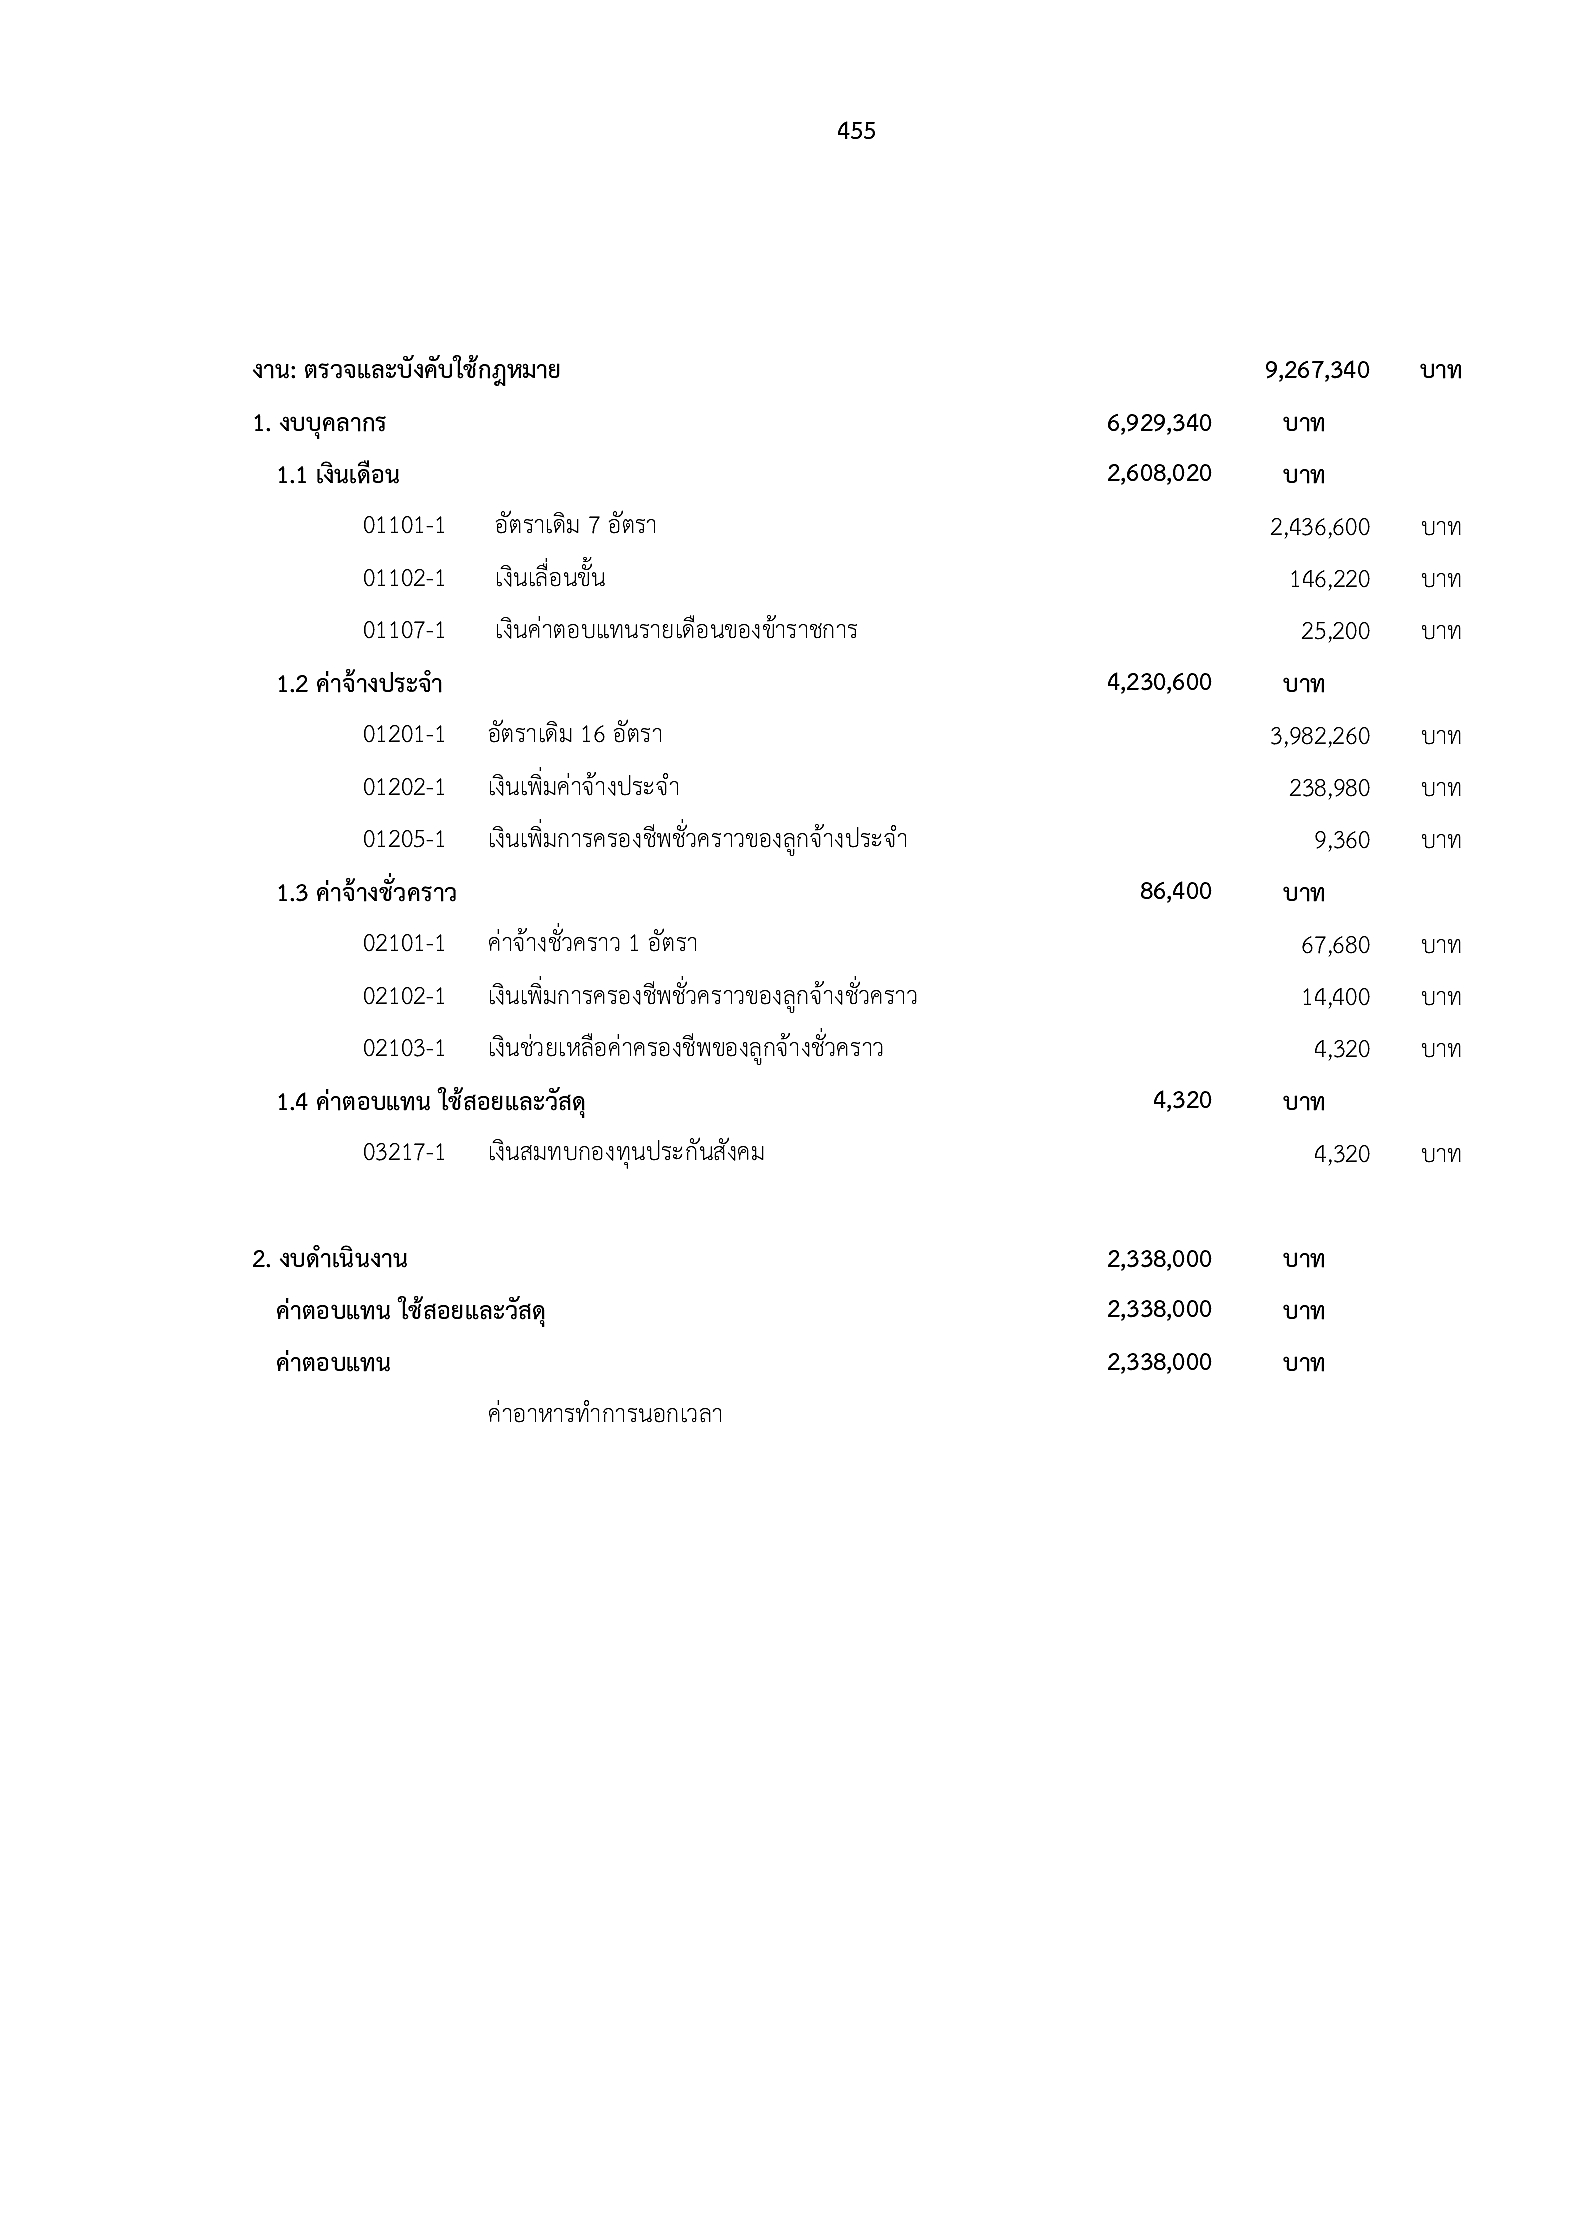 455
งาน: ตรวจและบังคับใช้กฎหมาย 9,267,340 บาท
1. งบบุคลากร 6,929,340 บาท
1.1 เงินเดือน 2,608,020 บาท
01101-1 อัตราเดิม 7 อัตรา 2,436,600 บาท
01102-1 เงินเลื่อนขั้น 146,220 บาท
01107-1 เงินค่าตอบแทนรายเดือนของข้าราชการ 25,200 บาท
1.2 ค่าจ้างประจำ 4,230,600 บาท
01201-1 อัตราเดิม 16 อัตรา 3,982,260 บาท
01202-1 เงินเพิ่มค่าจ้างประจำ 238,980 บาท
01205-1 เงินเพิ่มการครองชีพชั่วคราวของลูกจ้างประจำ 9,360 บาท
1.3 ค่าจ้างชั่วคราว 86,400 บาท
02101-1 ค่าจ้างชั่วคราว 1 อัตรา 67,680 บาท
02102-1 เงินเพิ่มการครองชีพชั่วคราวของลูกจ้างชั่วคราว 14,400 บาท
02103-1 เงินช่วยเหลือค่าครองชีพของลูกจ้างชั่วคราว 4,320 บาท
1.4 ค่าตอบแทน ใช้สอยและวัสดุ 4,320 บาท
03217-1 เงินสมทบกองทุนประกันสังคม 4,320 บาท
2. งบดำเนินงาน 2,338,000 บาท
ค่าตอบแทน ใช้สอยและวัสดุ 2,338,000 บาท
ค่าตอบแทน 2,338,000 บาท
ค่าอาหารทำการนอกเวลา